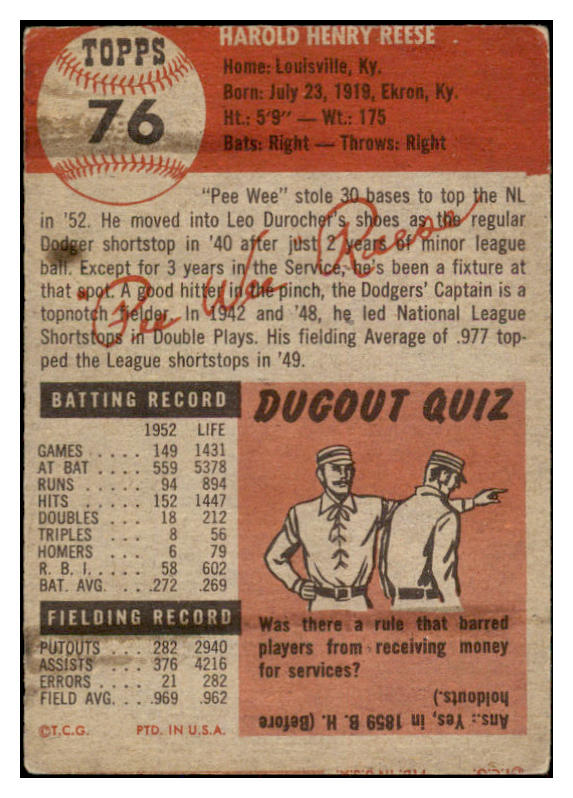 TOPPS
76
HAROLD HENRY REESE
Home: Louisville, Ky.
Born: July 23, 1919, Ekron, Ky.
Ht.: 5'9" — Wt.: 175
Bats: Right — Throws: Right
"Pee Wee" stole 30 bases to top the NL
in '52. He moved into Leo Durocher's shoes as the regular
Dodger shortstop in '40 after just 2 years of minor league
ball. Except for 3 years in the Service, he's been a fixture at
that spot. A good hitter in the pinch, the Dodgers' Captain is a
topnotch fielder. In 1942 and '48, he led National League
Shortstops in Double Plays. His fielding Average of .977 top-
ped the League shortstops in '49.
"Pee Wee" Reese
BATTING RECORD
1952 LIFE
GAMES . . . . . 149 1431
AT BAT . . . . . 559 5378
RUNS . . . . . 94 894
HITS . . . . . 152 1447
DOUBLES . . . 18 212
TRIPLES . . . 8 56
HOMERS . . . 6 79
R. B. I. . . . . . 58 602
BAT. AVG. . . .272 .269
FIELDING RECORD
PUTOUTS . . . 282 2940
ASSISTS . . . . 376 4216
ERRORS . . . . 21 282
FIELD AVG. . . .969 .962
©T.C.G. PTD. IN U.S.A.
DUGOUT QUIZ
Was there a rule that barred
players from receiving money
for services?
Ans.: Yes, in 1859 B. H. (Before
holdouts).
PTD. IN U.S.A.